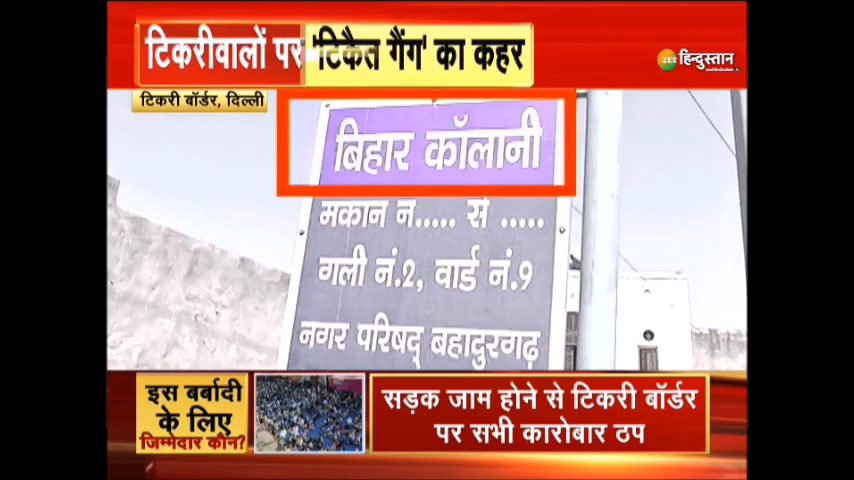 टिकरीवालों पर 'टिकैत गैंग' का कहर
ZEE हिन्दुस्तान
टिकरी बॉर्डर, दिल्ली
बिहार कॉलानी
मकान न..... से .....
गली नं.2, वार्ड नं.9
नगर परिषद् बहादुरगढ़
इस बर्बादी
के लिए
जिम्मेदार कौन?
सड़क जाम होने से टिकरी बॉर्डर
पर सभी कारोबार ठप